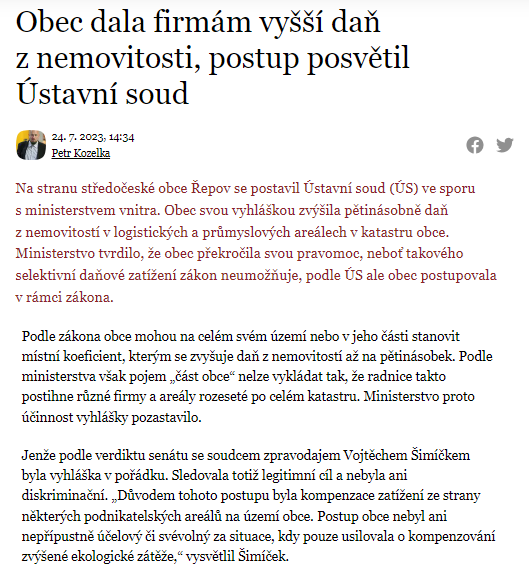 Obec dala firmám vyšší daň
z nemovitosti, postup posvětil
Ústavní soud
24. 7. 2023, 14:34
Petr Kozelka
Na stranu středočeské obce Řepov se postavil Ústavní soud (ÚS) ve sporu
s ministerstvem vnitra. Obec svou vyhláškou zvýšila pětinásobně daň
z nemovitostí v logistických a průmyslových areálech v katastru obce.
Ministerstvo tvrdilo, že obec překročila svou pravomoc, neboť takového
selektivní daňové zatížení zákon neumožňuje, podle ÚS ale obec postupovala
v rámci zákona.
Podle zákona obce mohou na celém svém území nebo v jeho části stanovit
místní koeficient, kterým se zvyšuje daň z nemovitostí až na pětinásobek. Podle
ministerstva však pojem „část obce“ nelze vykládat tak, že radnice takto
postihne různé firmy a areály rozeseté po celém katastru. Ministerstvo proto
účinnost vyhlášky pozastavilo.
Jenže podle verdiktu senátu se soudcem zpravodajem Vojtěchem Šimíčkem
byla vyhláška v pořádku. Sledovala totiž legitimní cíl a nebyla ani
diskriminační. „Důvodem tohoto postupu byla kompenzace zatížení ze strany
některých podnikatelských areálů na území obce. Postup obce nebyl ani
nepřípustně účelový či svévolný za situace, kdy pouze usilovala o kompenzování
zvýšené ekologické zátěže,“ vysvětlil Šimíček.